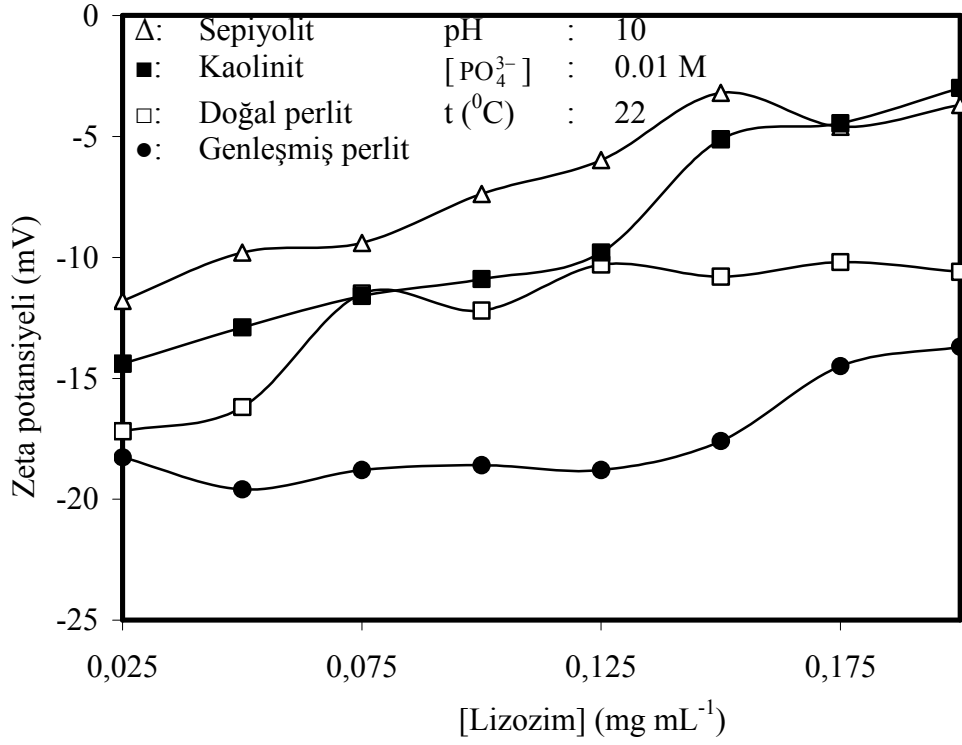 Δ: Sepiyolit pH : 10
■: Kaolinit [PO₄³⁻] : 0.01 M
□: Doğal perlit t (⁰C) : 22
●: Genleşmiş perlit
0
-5
-10
-15
-20
-25
Zeta potansiyeli (mV)
0,025 0,075 0,125 0,175
[Lizozim] (mg mL⁻¹)